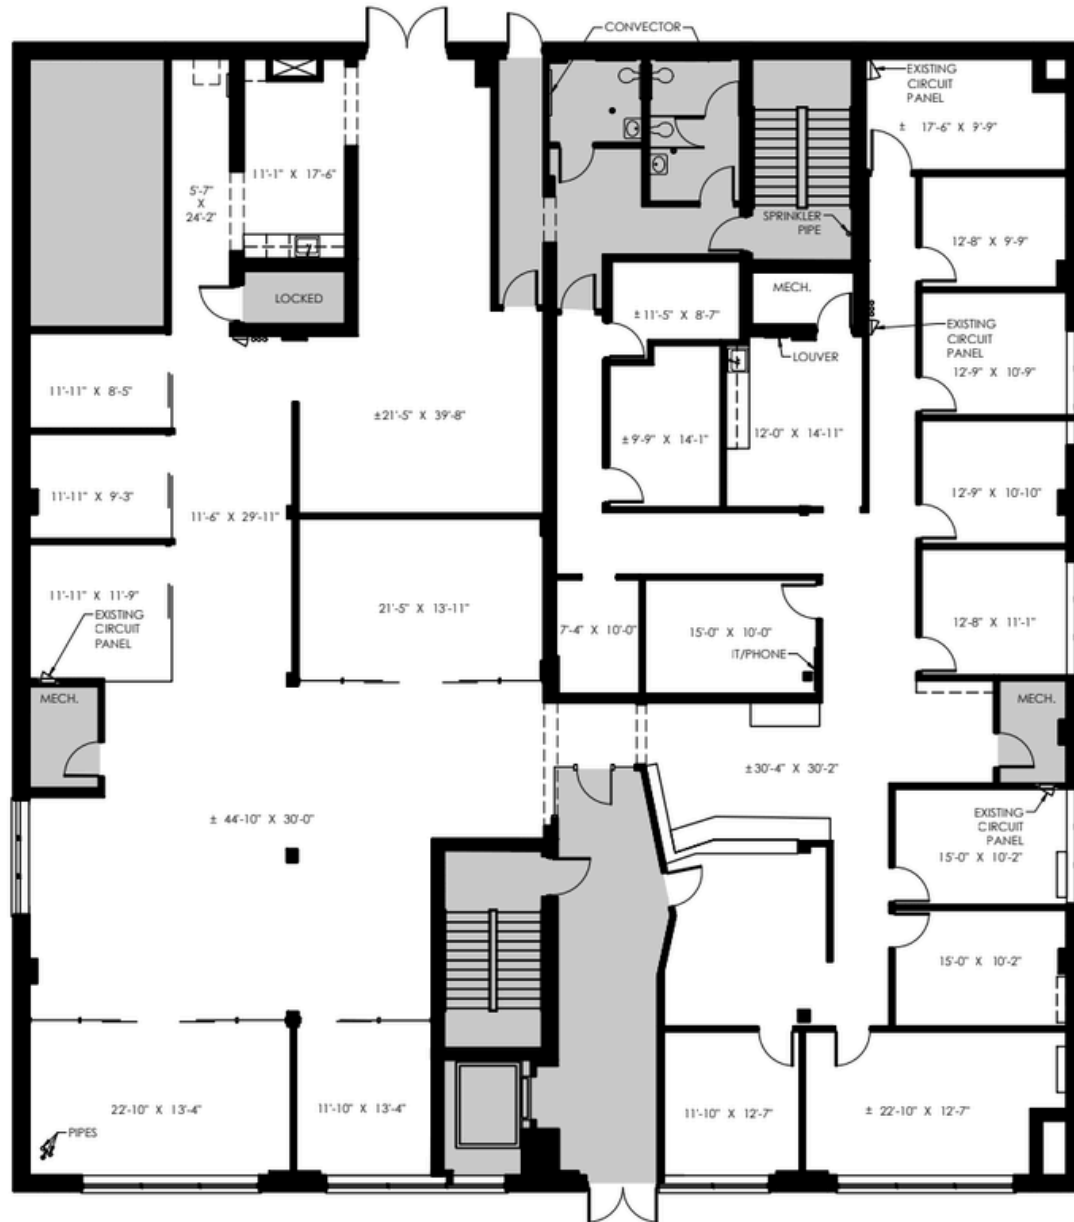 CONVECTOR
EXISTING
CIRCUIT
PANEL
± 17'-6" X 9'-9"
11'-1" X 17'-6"
5'-7"
X
24'-2"
SPRINKLER
PIPE
12'-8" X 9'-9"
LOCKED
MECH.
±11'-5" X 8'-7"
EXISTING
CIRCUIT
PANEL
LOUVER
12'-9" X 10'-9"
11'-11" X 8'-5"
±21'-5" X 39'-8"
±9'-9" X 14'-1"
12'-0" X 14'-11"
11'-11" X 9'-3"
12'-9" X 10'-10"
11'-6" X 29'-11"
11'-11" X 11'-9"
EXISTING
CIRCUIT
PANEL
21'-5" X 13'-11"
7'-4" X 10'-0"
15'-0" X 10'-0"
IT/PHONE
12'-8" X 11'-1"
MECH.
MECH.
±30'-4" X 30'-2"
± 44'-10" X 30'-0"
EXISTING
CIRCUIT
PANEL
15'-0" X 10'-2"
15'-0" X 10'-2"
22'-10" X 13'-4"
11'-10" X 13'-4"
11'-10" X 12'-7"
± 22'-10" X 12'-7"
PIPES